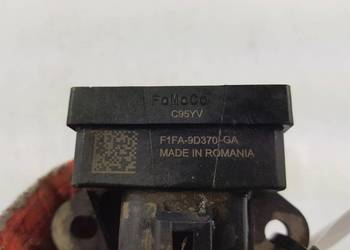 FoMoCo
C95YV
F1FA-9D370-GA
MADE IN ROMANIA